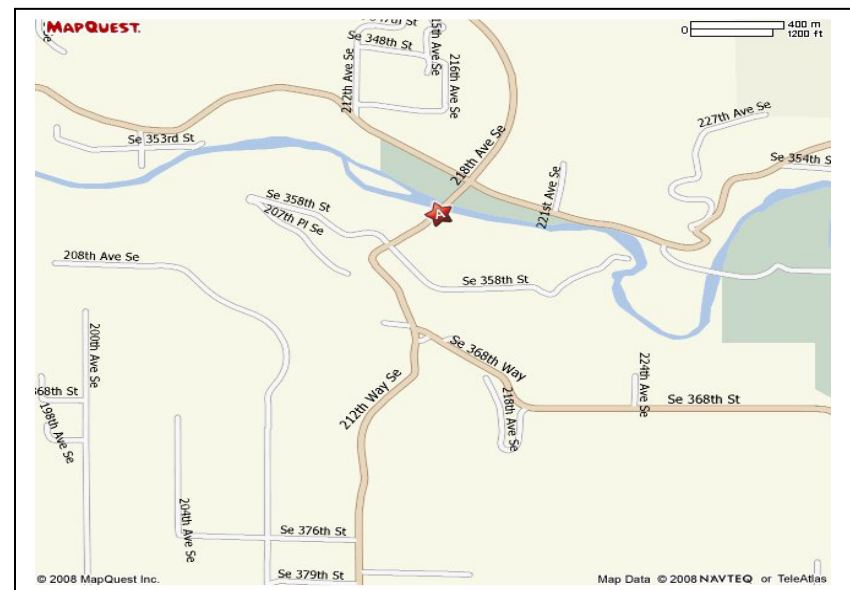 MAPQUEST.
Se 348th St
215th Ave Se
216th Ave Se
212th Ave Se
0
400 m
1200 ft
227th Ave Se
Se 353rd St
218th Ave Se
Se 354th S
221st Ave Se
A
Se 358th St
207th Pl Se
208th Ave Se
Se 358th St
200th Ave Se
Se 368th Way
224th Ave Se
368th St
198th Ave Se
212th Way Se
218th Ave Se
Se 368th St
204th Ave Se
Se 376th St
Se 379th St
© 2008 MapQuest Inc.
Map Data © 2008 NAVTEQ or TeleAtlas